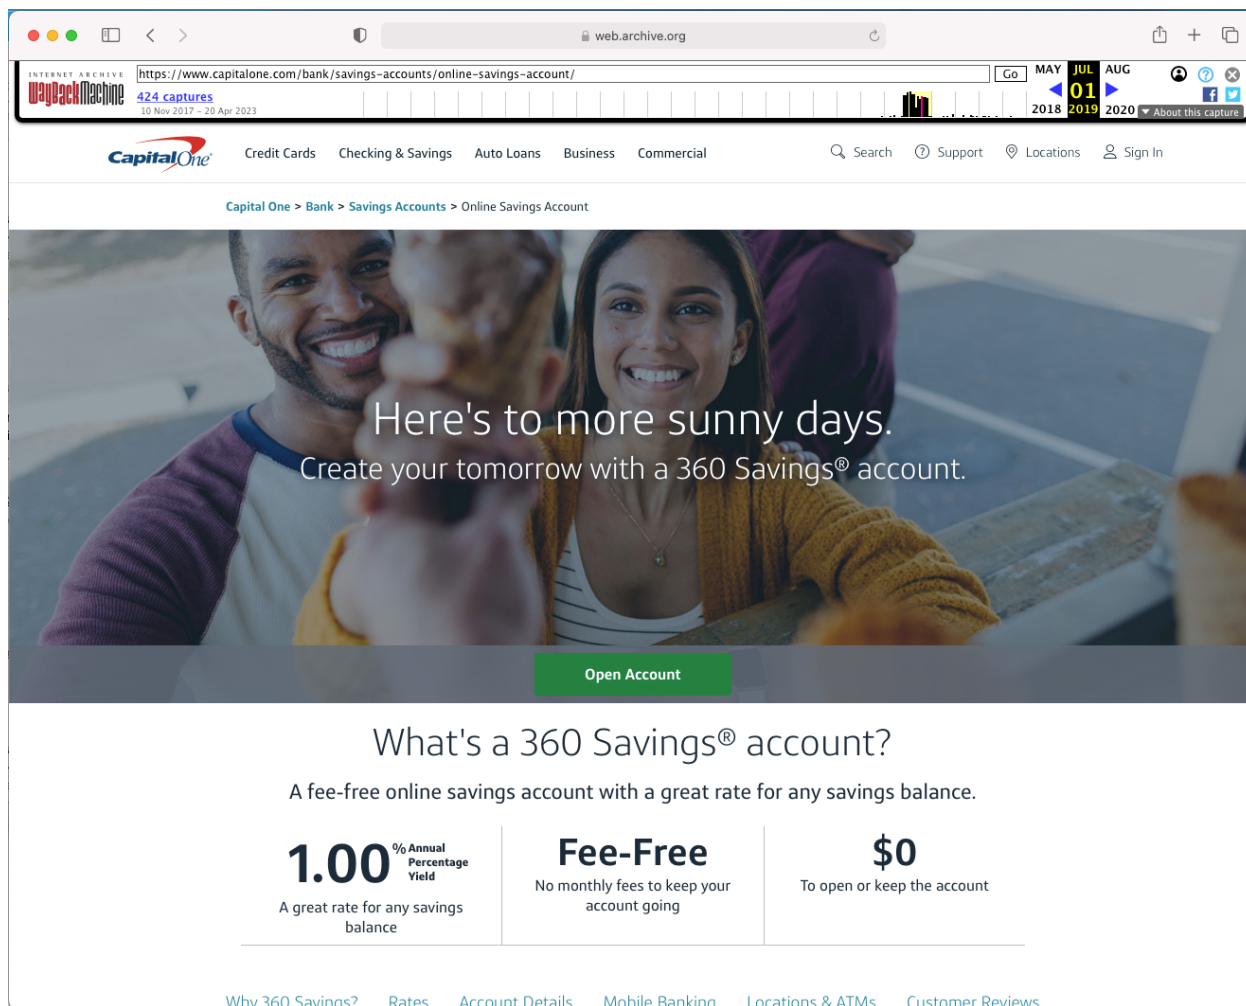 web.archive.org
INTERNET ARCHIVE
WayBackMachine
https://www.capitalone.com/bank/savings-accounts/online-savings-account/
Go
MAY JUL AUG
424 captures
01
10 Nov 2017 – 20 Apr 2023
2018 2019 2020
▼ About this capture
Capital One
Credit Cards Checking & Savings Auto Loans Business Commercial
Search Support Locations Sign In
Capital One > Bank > Savings Accounts > Online Savings Account
Here's to more sunny days.
Create your tomorrow with a 360 Savings® account.
Open Account
What's a 360 Savings® account?
A fee-free online savings account with a great rate for any savings balance.
1.00 % Annual
Percentage
Yield
A great rate for any savings
balance
Fee-Free
No monthly fees to keep your
account going
$0
To open or keep the account
Why 360 Savings? Rates Account Details Mobile Banking Locations & ATMs Customer Reviews